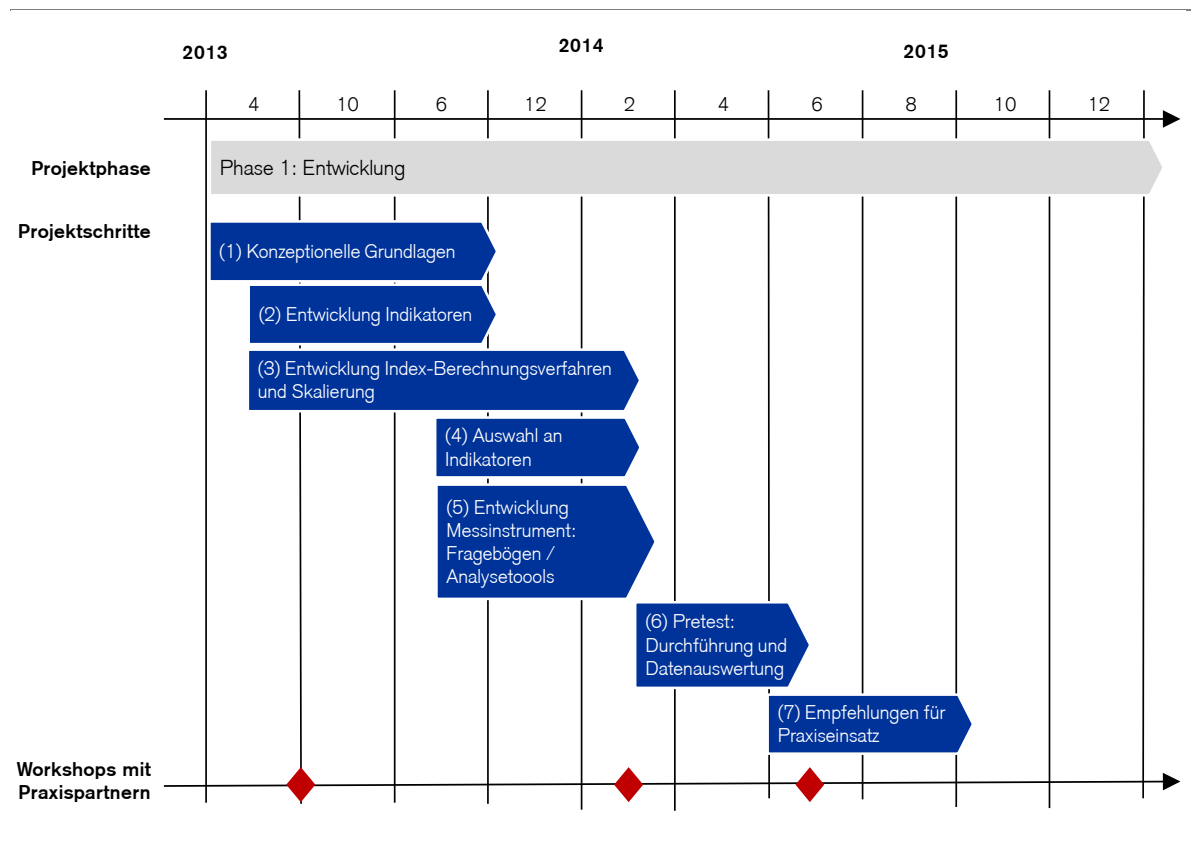 2013
2014
2015
4 10 6 12 2 4 6 8 10 12
Projektphase
Phase 1: Entwicklung
Projektschritte
(1) Konzeptionelle Grundlagen
(2) Entwicklung Indikatoren
(3) Entwicklung Index-Berechnungsverfahren
und Skalierung
(4) Auswahl an
Indikatoren
(5) Entwicklung
Messinstrument:
Fragebögen /
Analysetoools
(6) Pretest:
Durchführung und
Datenauswertung
(7) Empfehlungen für
Praxiseinsatz
Workshops mit
Praxispartnern